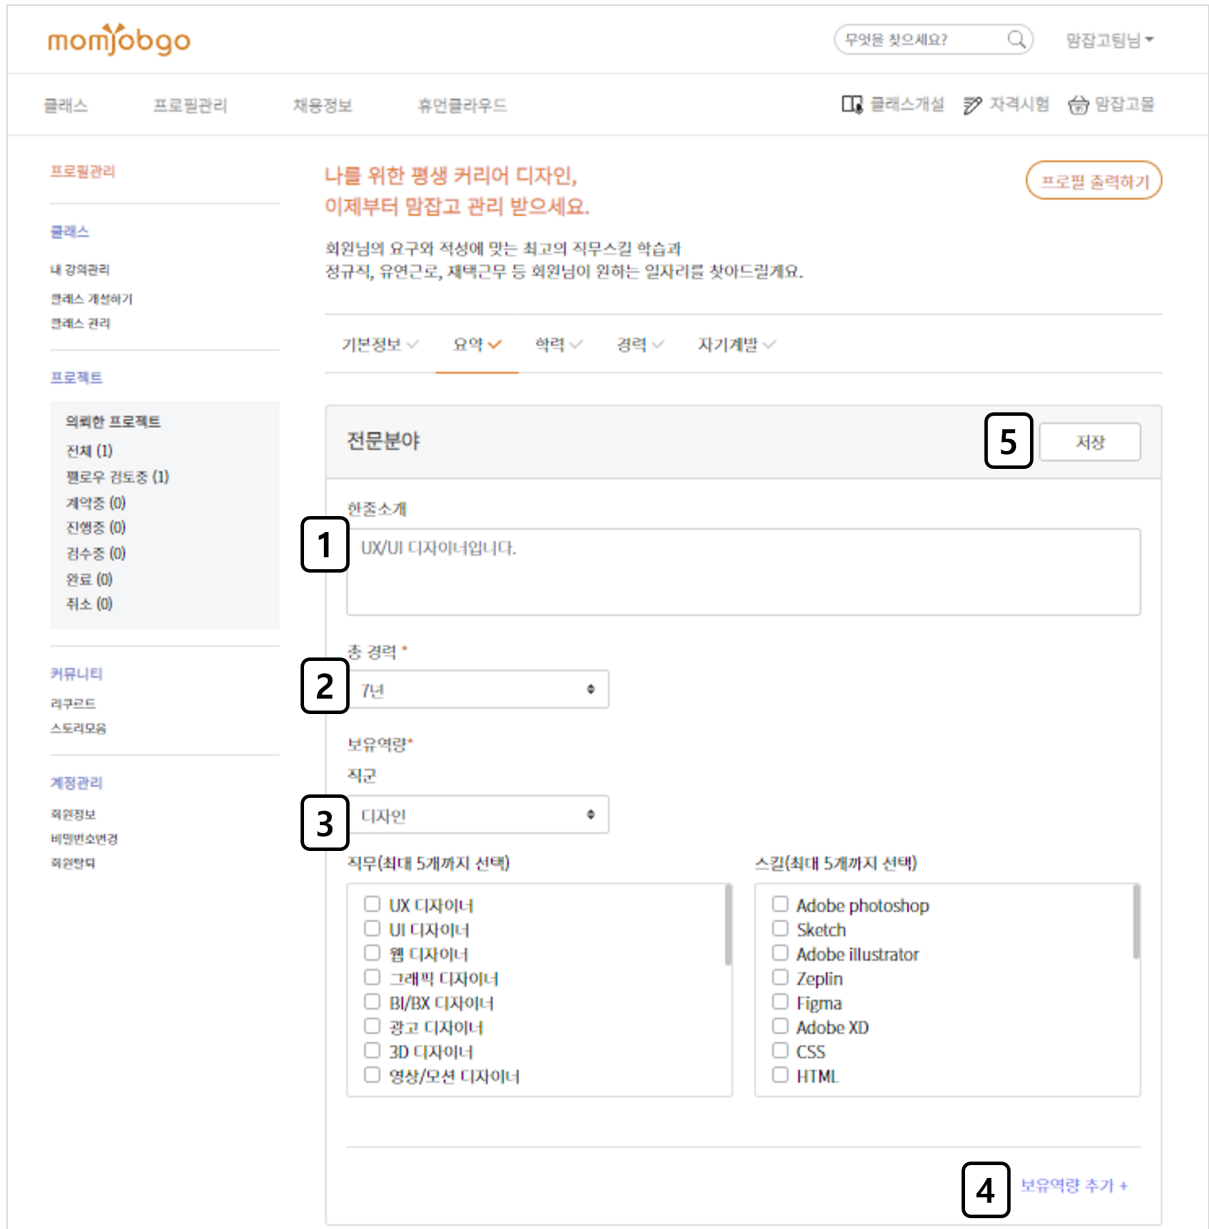 momjobgo
무엇을 찾으세요?
맘잡고팀님
클래스 프로필관리 채용정보 휴먼클라우드
클래스개설 자격시험 맘잡고몰
프로필관리
클래스
내 강의관리
클래스 개설하기
클래스 관리
프로젝트
의뢰한 프로젝트
전체 (1)
펠로우 검토중 (1)
계약중 (0)
진행중 (0)
검수중 (0)
완료 (0)
취소 (0)
커뮤니티
리쿠르트
스토리모음
계정관리
회원정보
비밀번호변경
회원탈퇴
나를 위한 평생 커리어 디자인,
이제부터 맘잡고 관리 받으세요.
프로필 출력하기
회원님의 요구와 적성에 맞는 최고의 직무스킬 학습과
정규직, 유연근로, 재택근무 등 회원님이 원하는 일자리를 찾아드릴게요.
기본정보 요약 학력 경력 자기계발
전문분야
5
저장
한줄소개
1
UX/UI 디자이너입니다.
총 경력 *
2
7년
보유역량*
직군
3
디자인
직무(최대 5개까지 선택)
UX 디자이너
UI 디자이너
웹 디자이너
그래픽 디자이너
BI/BX 디자이너
광고 디자이너
3D 디자이너
영상/모션 디자이너
스킬(최대 5개까지 선택)
Adobe photoshop
Sketch
Adobe illustrator
Zeplin
Figma
Adobe XD
CSS
HTML
4
보유역량 추가 +